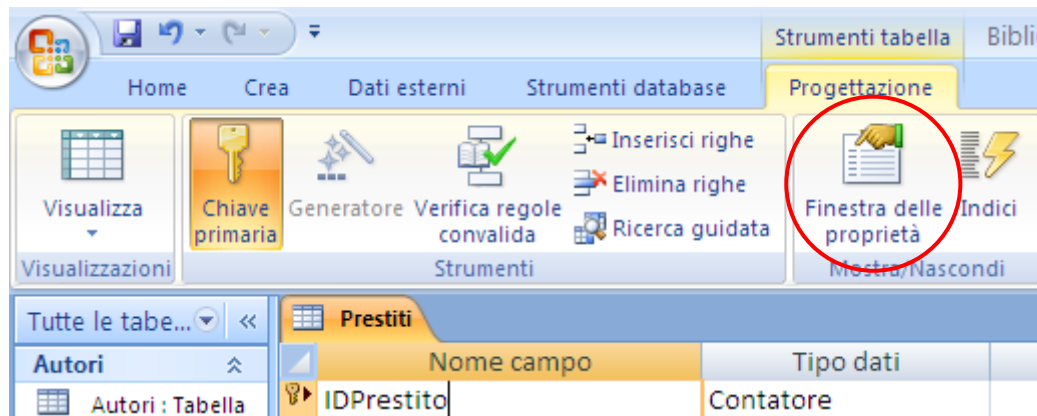 Strumenti tabella Bibli
Home Crea Dati esterni Strumenti database Progettazione
Visualizza
Chiave
primaria
Generatore
Verifica regole
convalida
Inserisci righe
Elimina righe
Ricerca guidata
Finestra delle
proprietà
Indici
Visualizzazioni Strumenti Mostra/Nascondi
Tutte le tabe... Prestiti
Autori Nome campo Tipo dati
Autori : Tabella IDPrestito Contatore